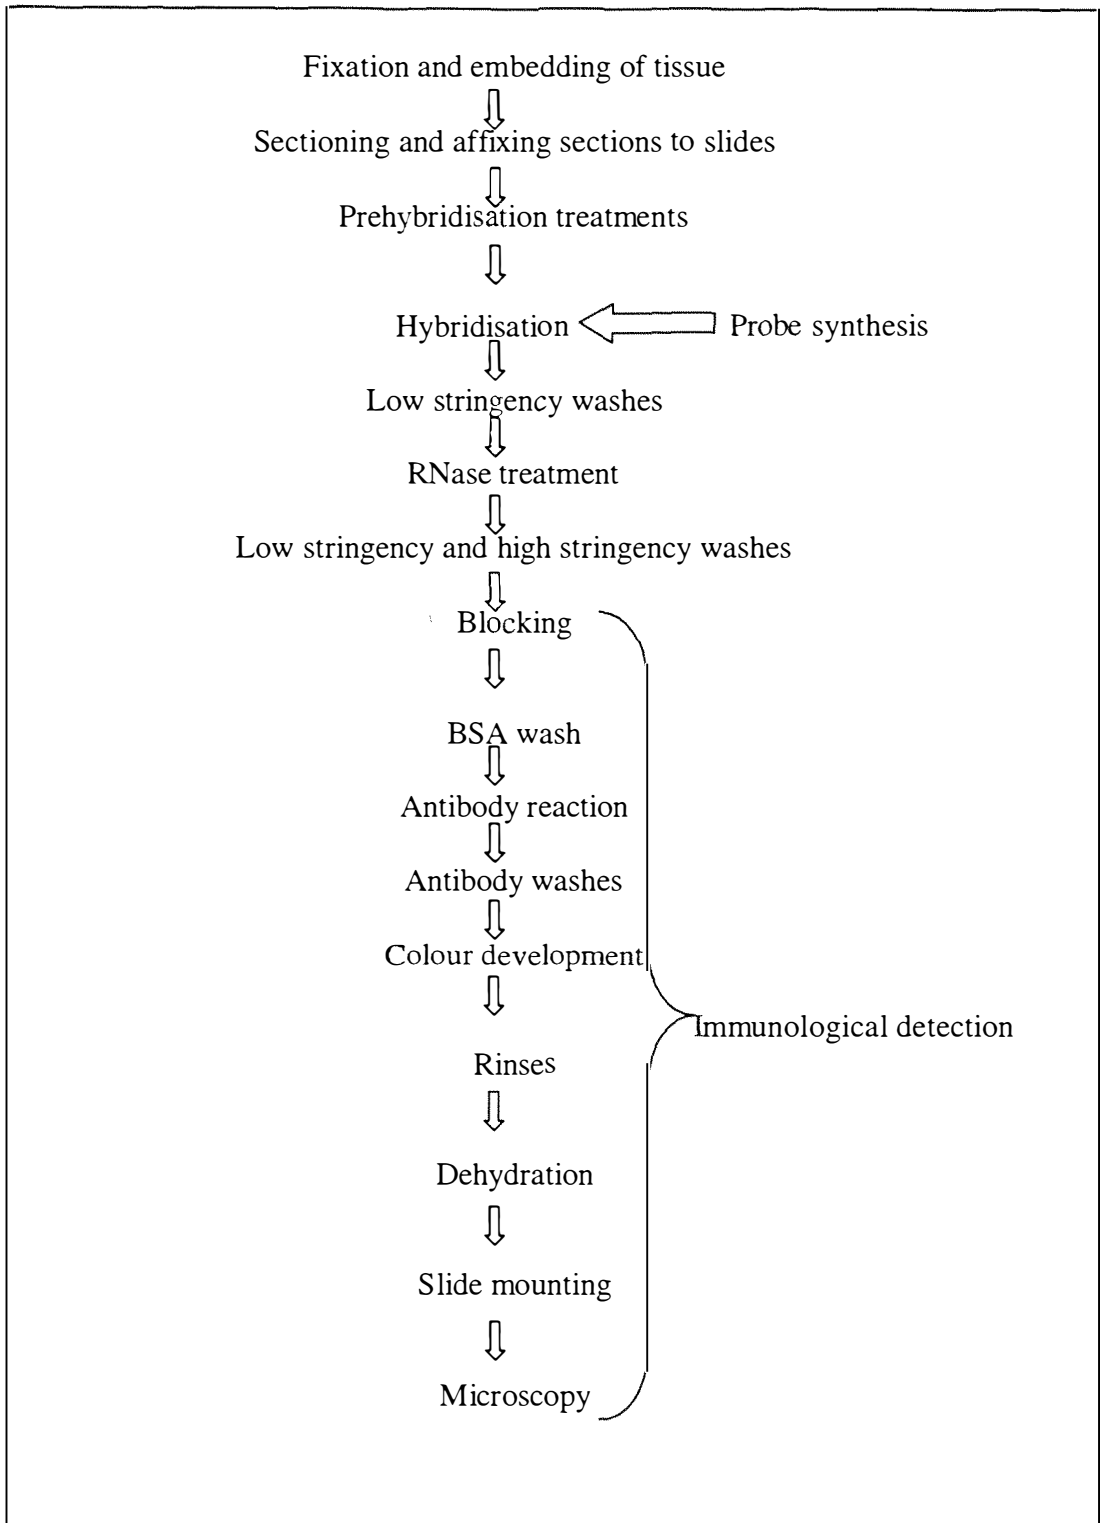 Fixation and embedding of tissue
Sectioning and affixing sections to slides
Prehybridisation treatments
Hybridisation
Probe synthesis
Low stringency washes
RNase treatment
Low stringency and high stringency washes
Blocking
BSA wash
Antibody reaction
Antibody washes
Colour development
Immunological detection
Rinses
Dehydration
Slide mounting
Microscopy